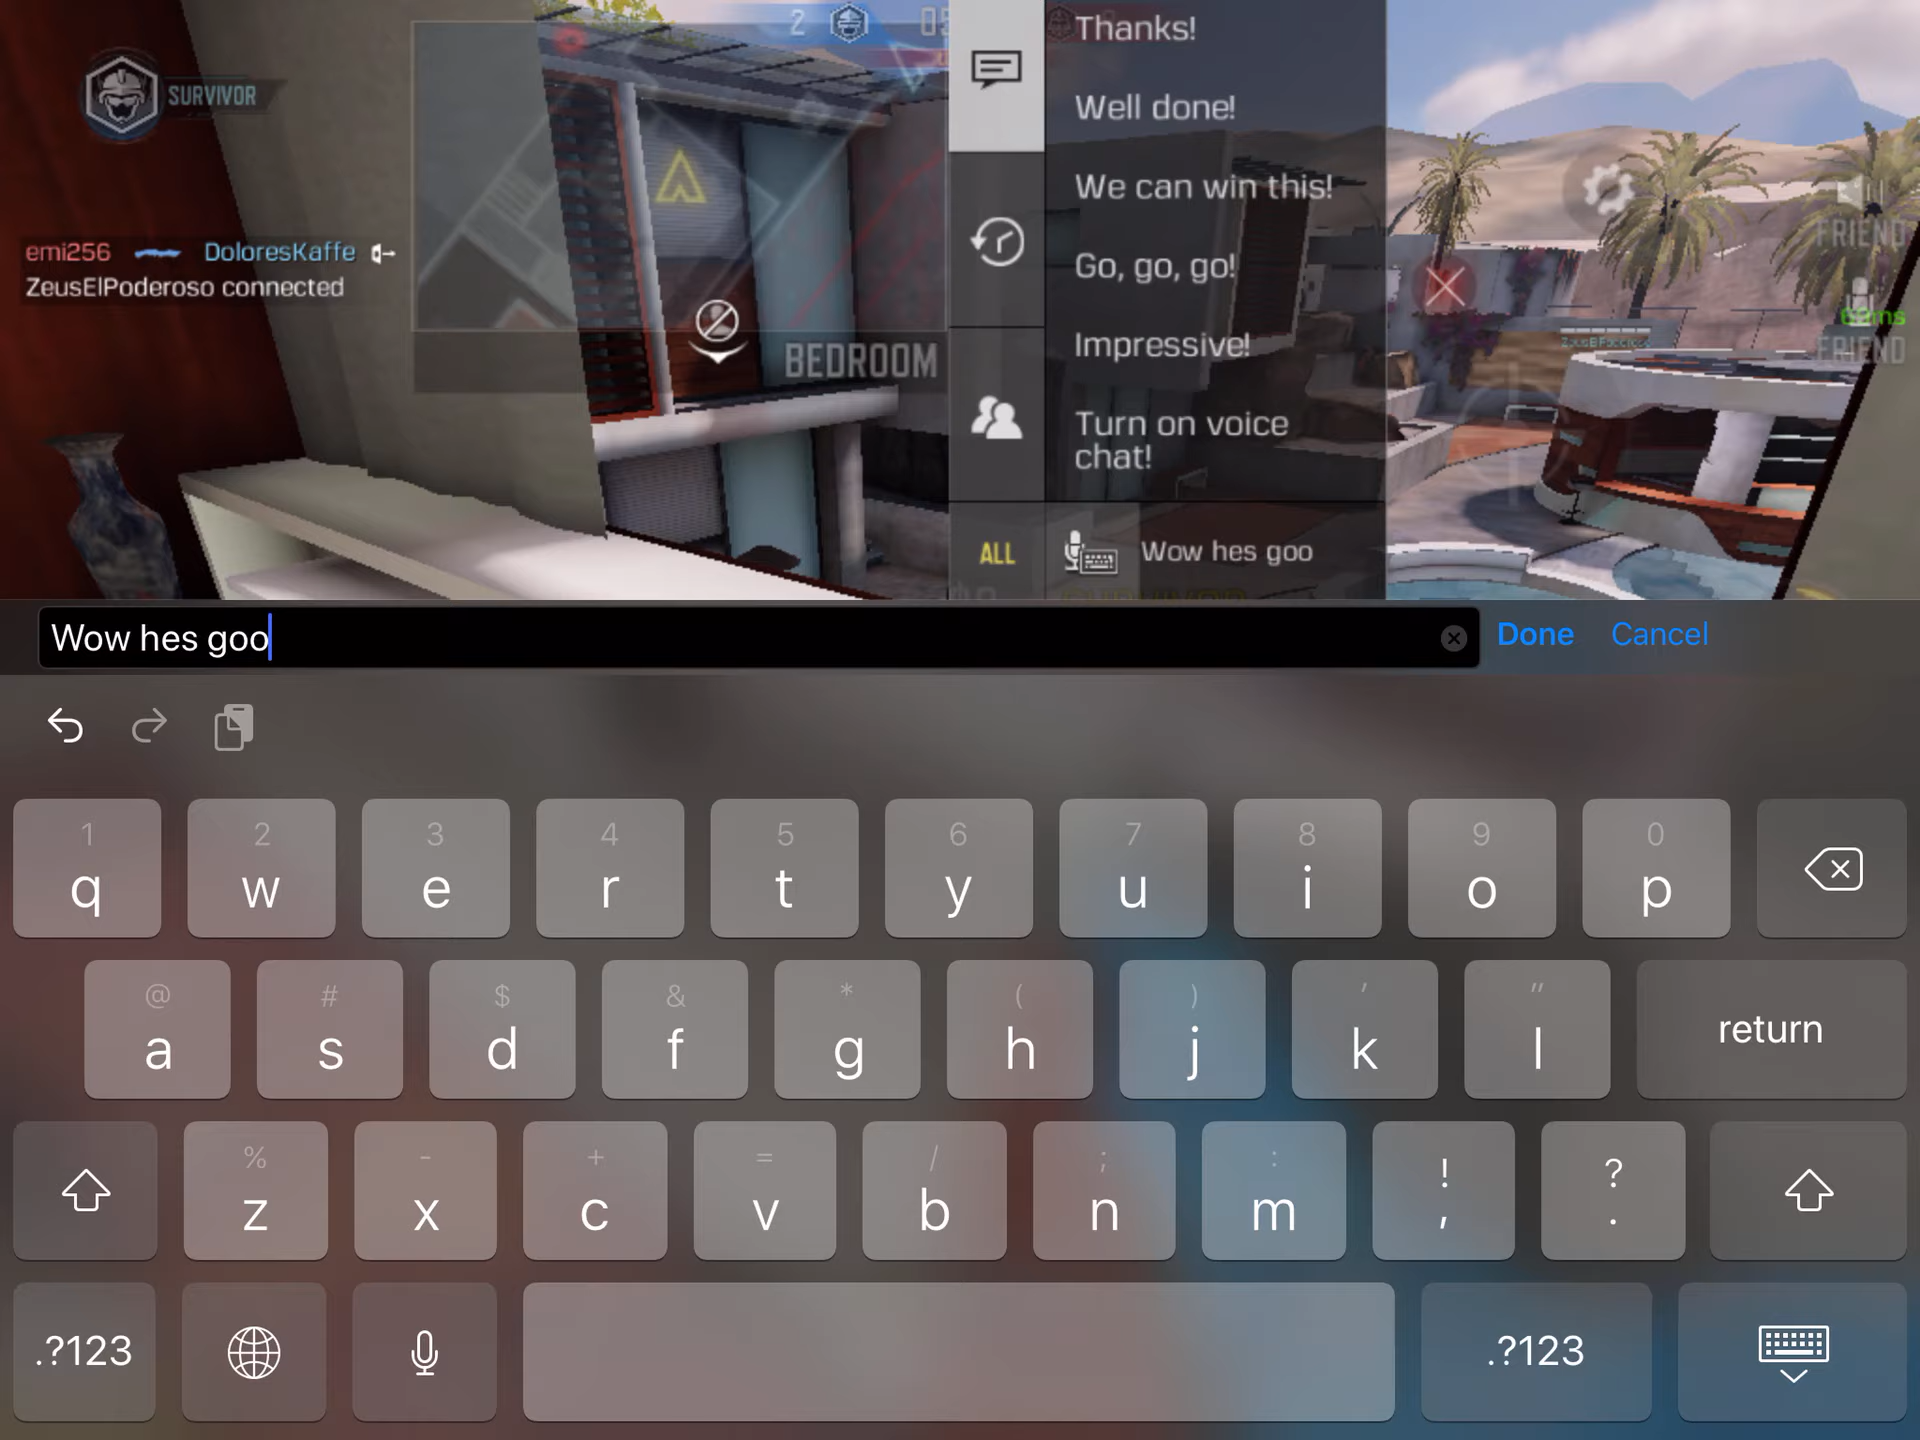 2
05
SURVIVOR
emi256 DoloresKaffe
ZeusElPoderoso connected
BEDROOM
Thanks!
Well done!
We can win this!
Go, go, go!
Impressive!
Turn on voice
chat!
ALL
Wow hes goo
FRIEND
FRIEND
Wow hes goo
Done Cancel
1 2 3 4 5 6 7 8 9 0
q w e r t y u i o p
@ # $ & * ( ) ' "
a s d f g h j k l return
% - + = / ; : ! ?
z x c v b n m , .
.?123 .?123